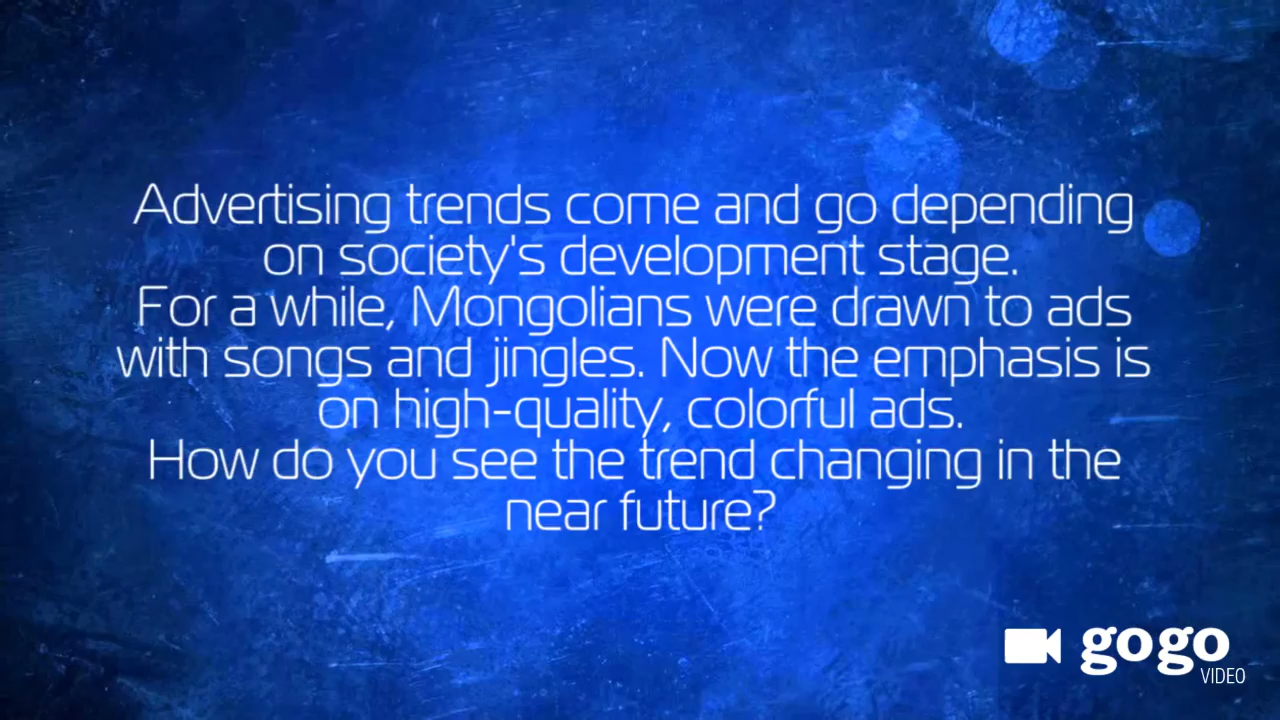 Advertising trends come and go depending
on society's development stage.
For a while, Mongolians were drawn to ads
with songs and jingles. Now the emphasis is
on high-quality, colorful ads.
How do you see the trend changing in the
near future?
gogo
VIDEO